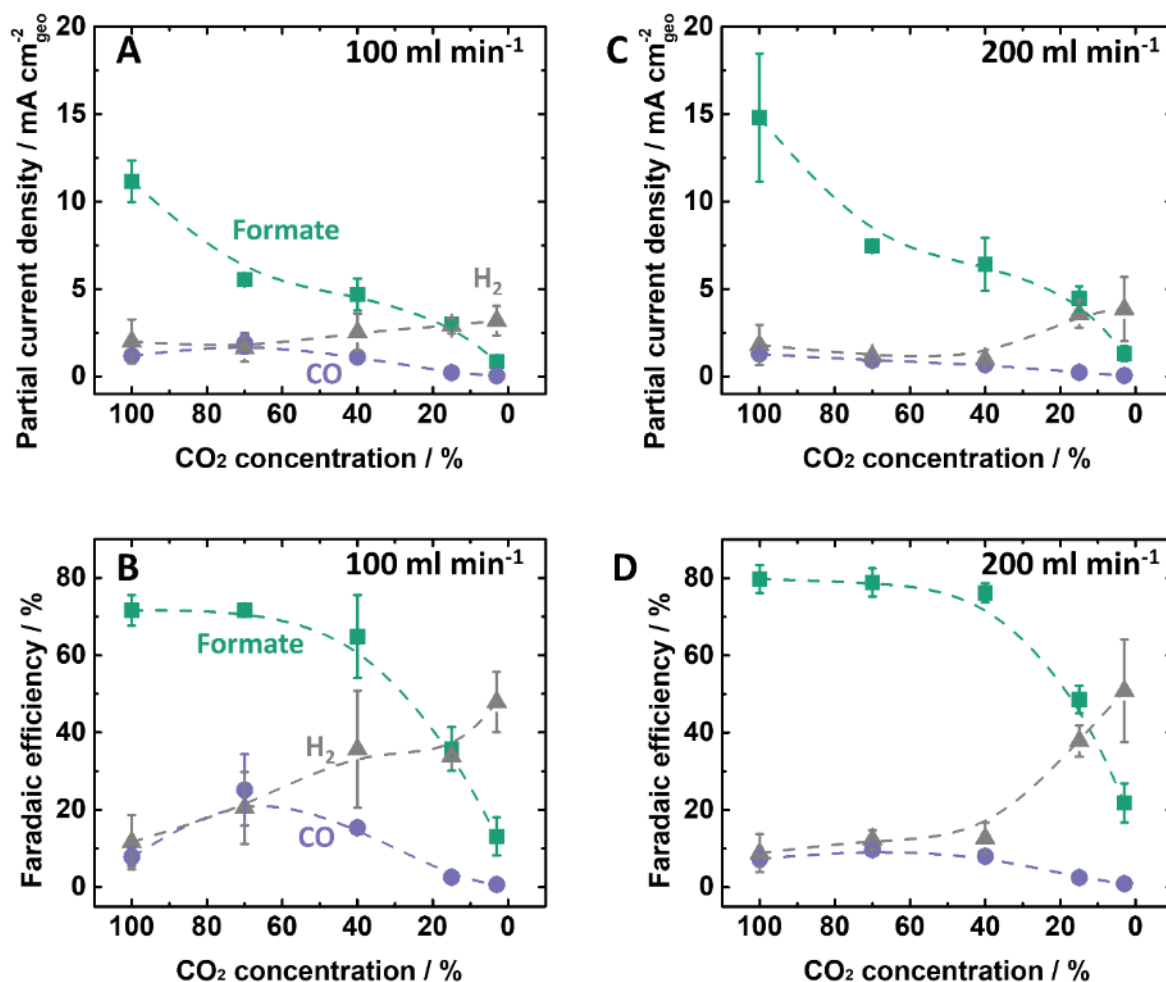 A
100 ml min⁻¹
Partial current density / mA cm⁻²geo
20
15
10
5
0
Formate
H₂
CO
100 80 60 40 20 0
CO₂ concentration / %
C
200 ml min⁻¹
Partial current density / mA cm⁻²geo
20
15
10
5
0
100 80 60 40 20 0
CO₂ concentration / %
B
100 ml min⁻¹
Faradaic efficiency / %
80
60
40
20
0
Formate
H₂
CO
100 80 60 40 20 0
CO₂ concentration / %
D
200 ml min⁻¹
Faradaic efficiency / %
80
60
40
20
0
100 80 60 40 20 0
CO₂ concentration / %